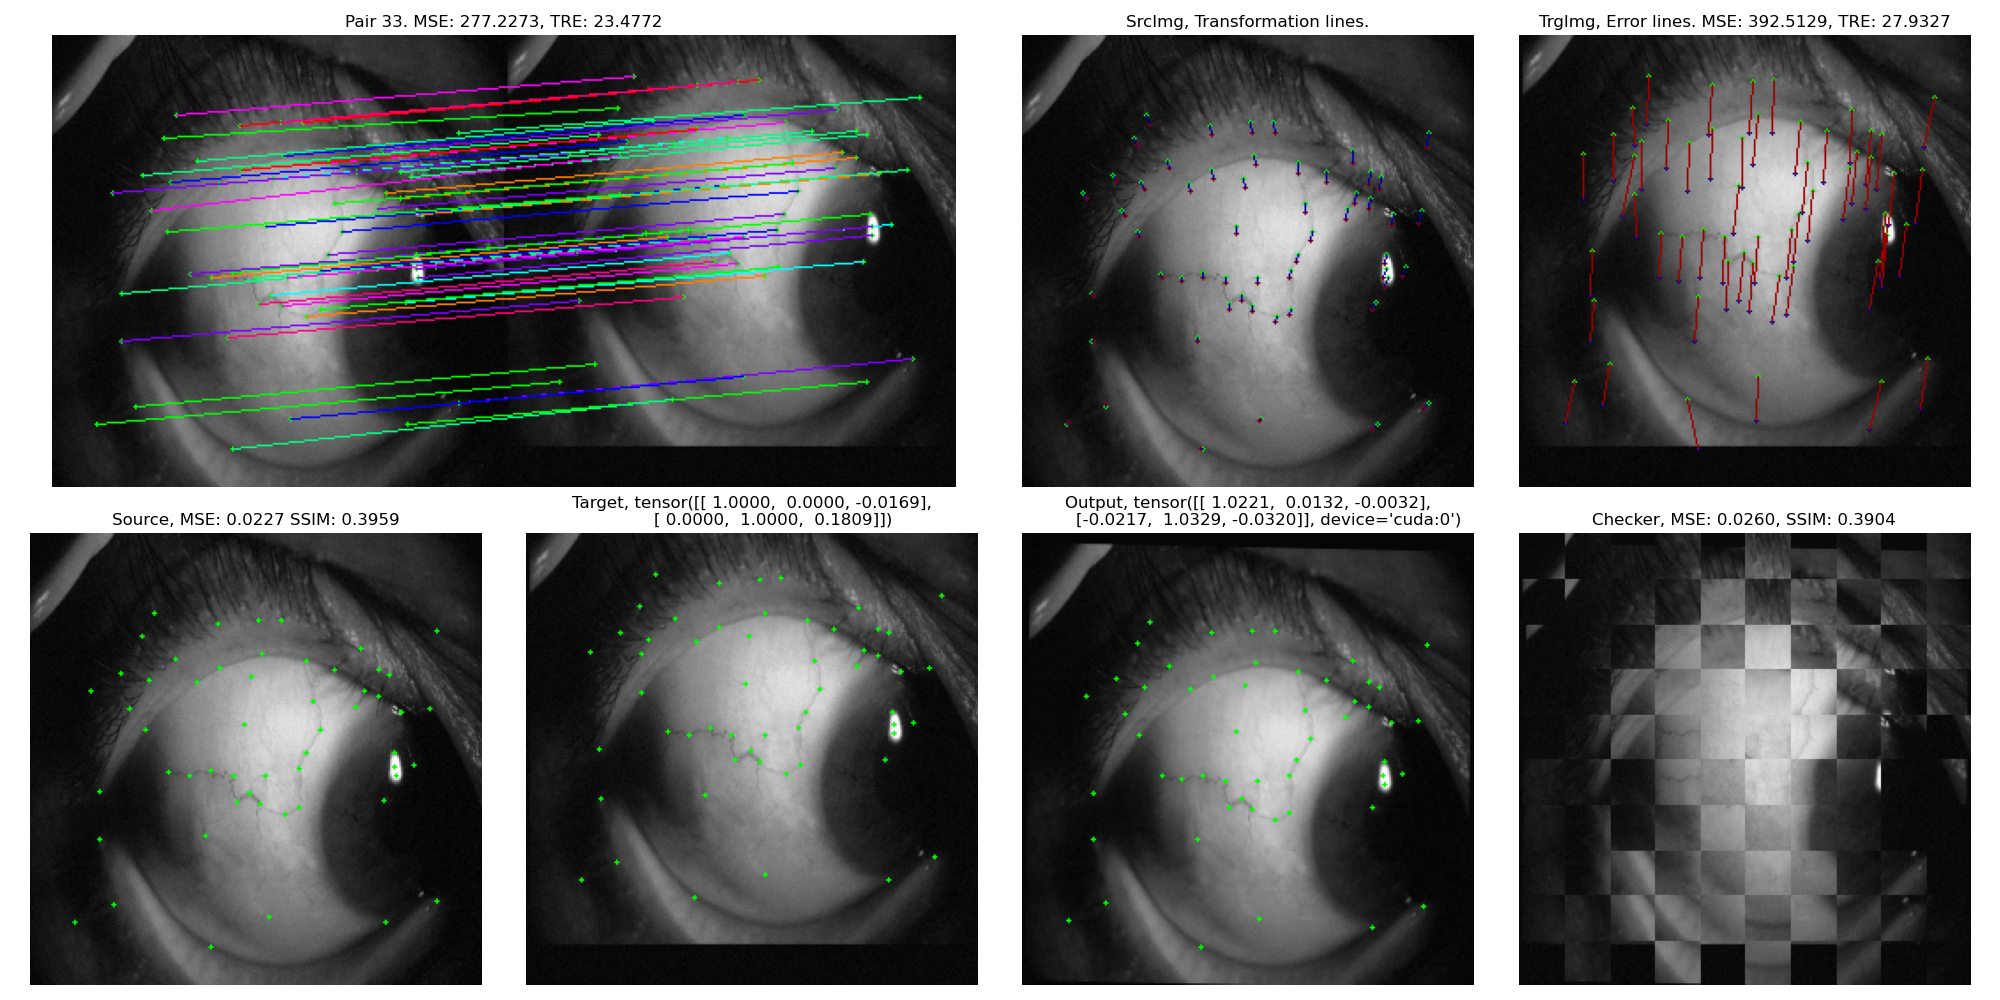 Pair 33. MSE: 277.2273, TRE: 23.4772
SrcImg, Transformation lines.
TrgImg, Error lines. MSE: 392.5129, TRE: 27.9327
Source, MSE: 0.0227 SSIM: 0.3959
Target, tensor([[ 1.0000, 0.0000, -0.0169],
[ 0.0000, 1.0000, 0.1809]])
Output, tensor([[ 1.0221, 0.0132, -0.0032],
[-0.0217, 1.0329, -0.0320]], device='cuda:0')
Checker, MSE: 0.0260, SSIM: 0.3904